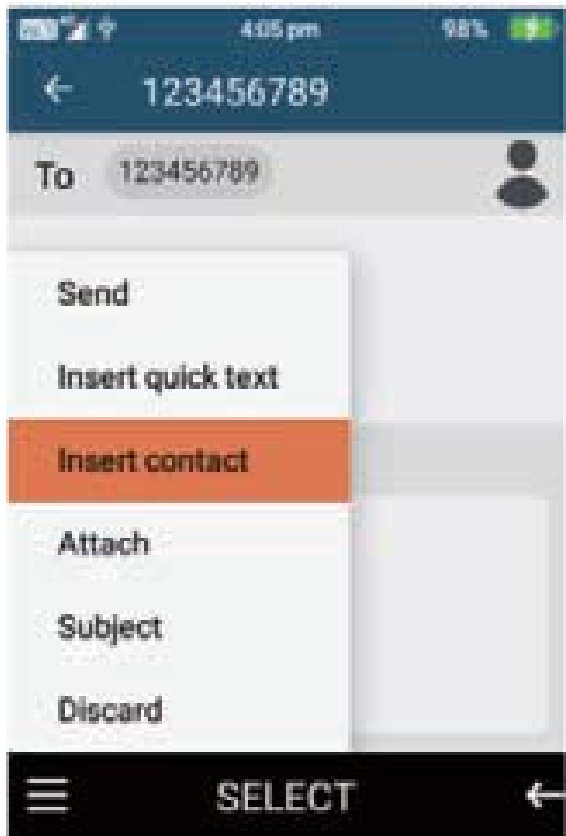 4:05 pm 98%
123456789
To 123456789
Send
Insert quick text
Insert contact
Attach
Subject
Discard
SELECT